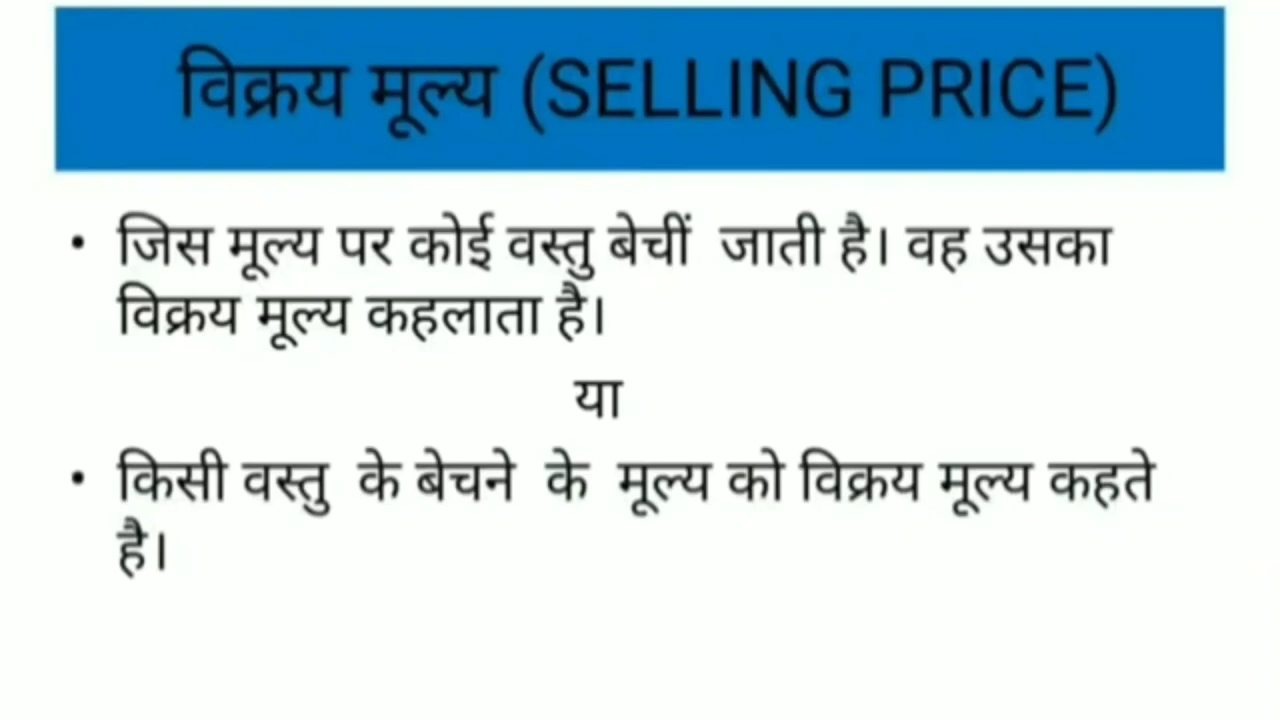 विक्रय मूल्य (SELLING PRICE)
• जिस मूल्य पर कोई वस्तु बेचीं जाती है। वह उसका
विक्रय मूल्य कहलाता है।
या
• किसी वस्तु के बेचने के मूल्य को विक्रय मूल्य कहते
है।